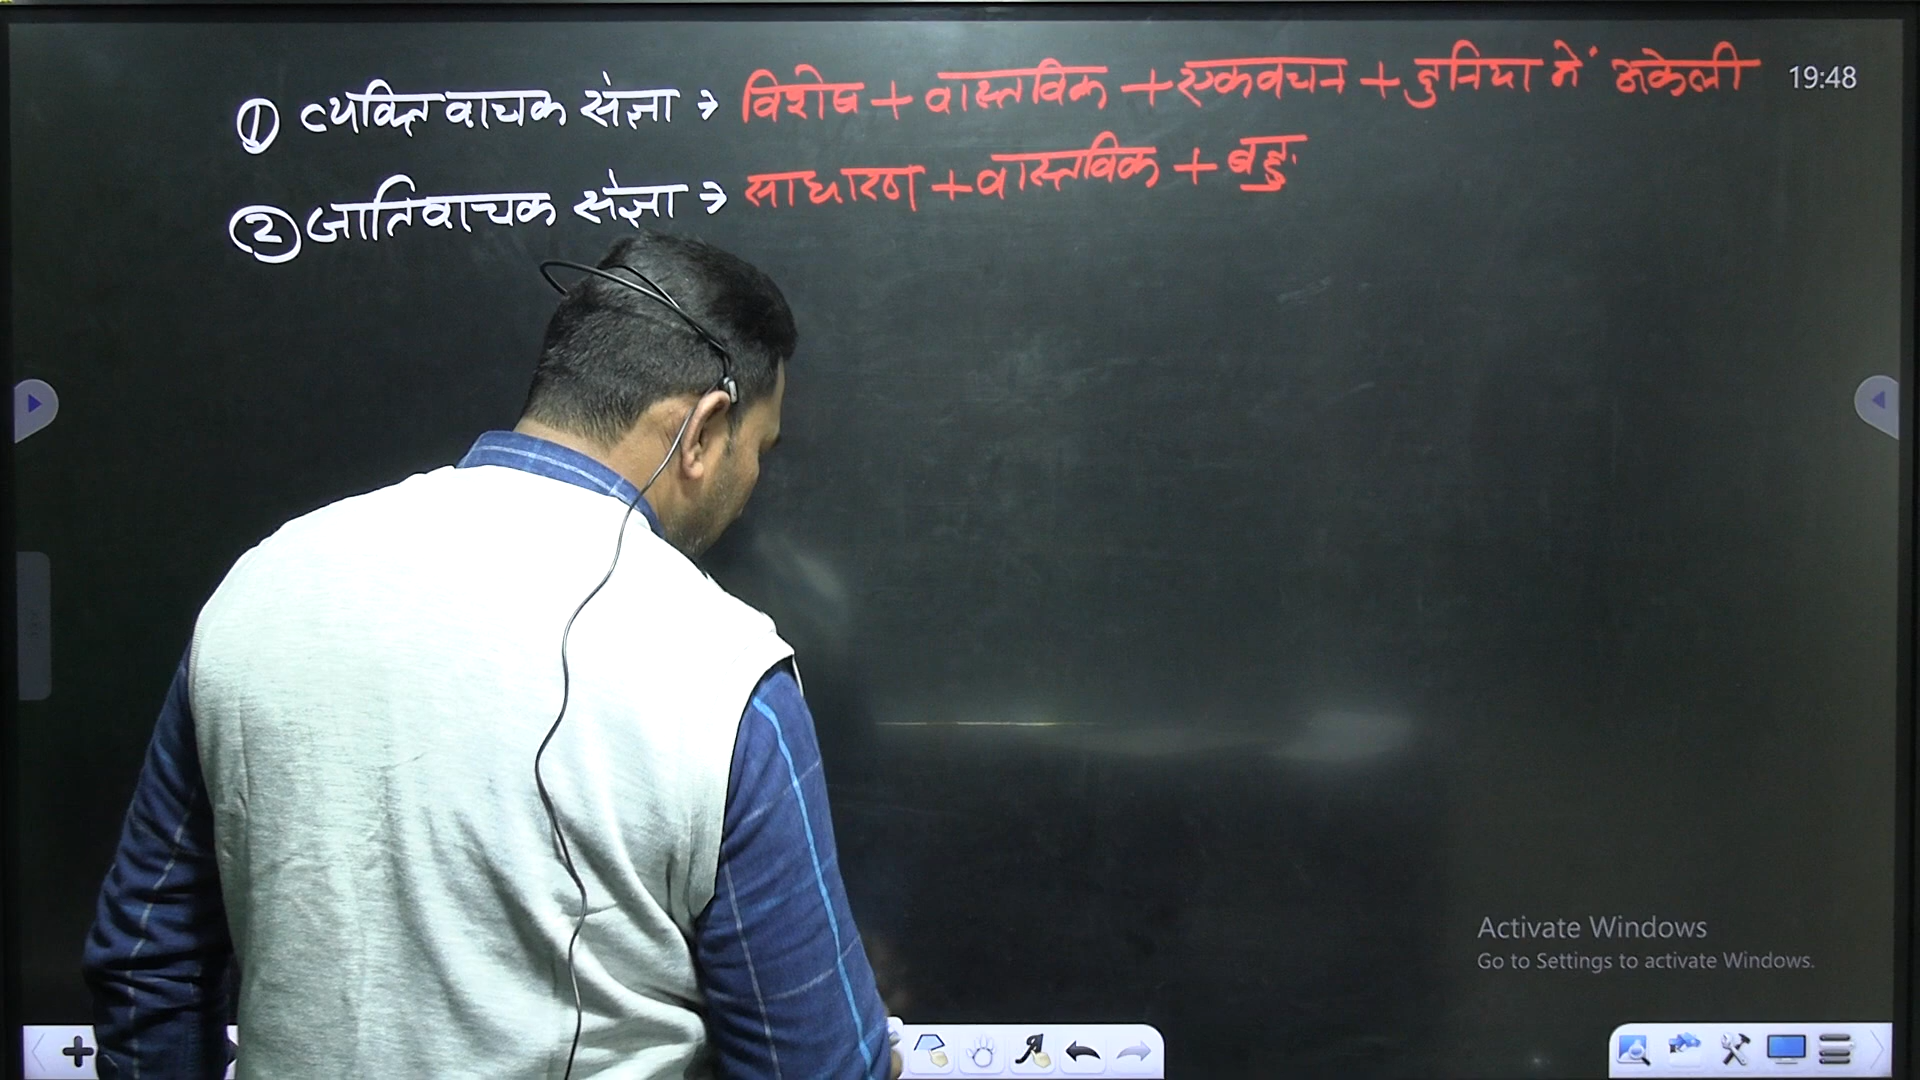 ① व्यक्तिवाचक संज्ञा → विशेष + वास्तविक + एकवचन + दुनिया में अकेली
19:48
② जातिवाचक संज्ञा → साधारण + वास्तविक + बहु
Activate Windows
Go to Settings to activate Windows.